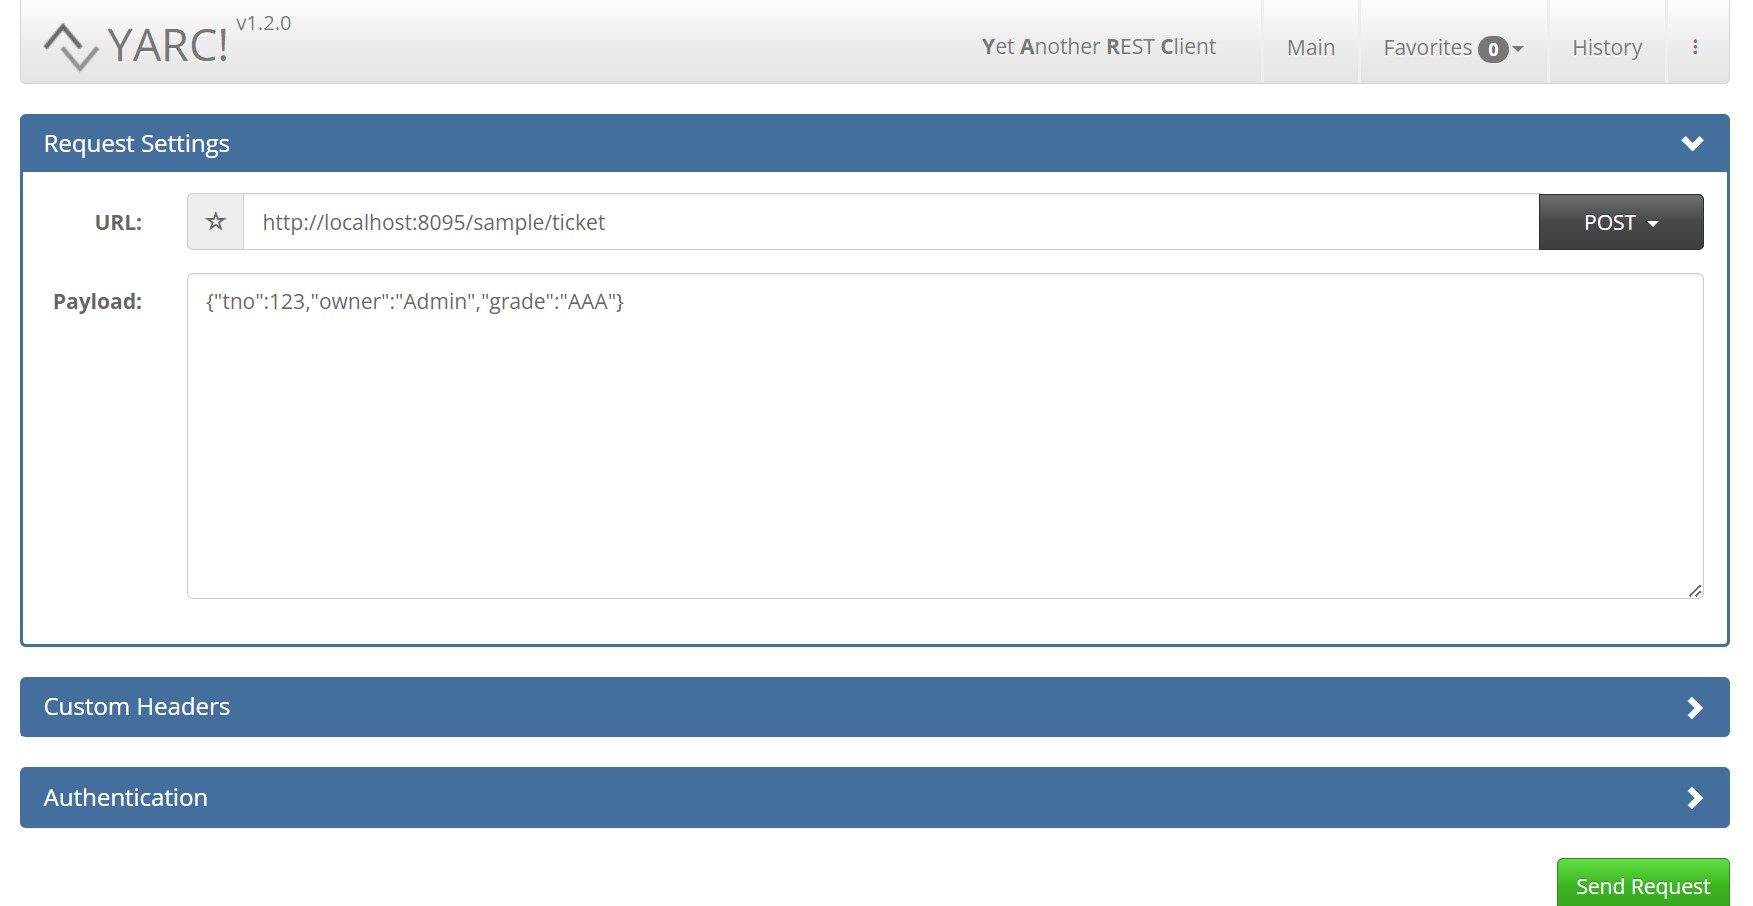 YARC! v1.2.0
Yet Another REST Client Main Favorites 0 History
Request Settings
URL: http://localhost:8095/sample/ticket POST
Payload: {"tno":123,"owner":"Admin","grade":"AAA"}
Custom Headers
Authentication
Send Request